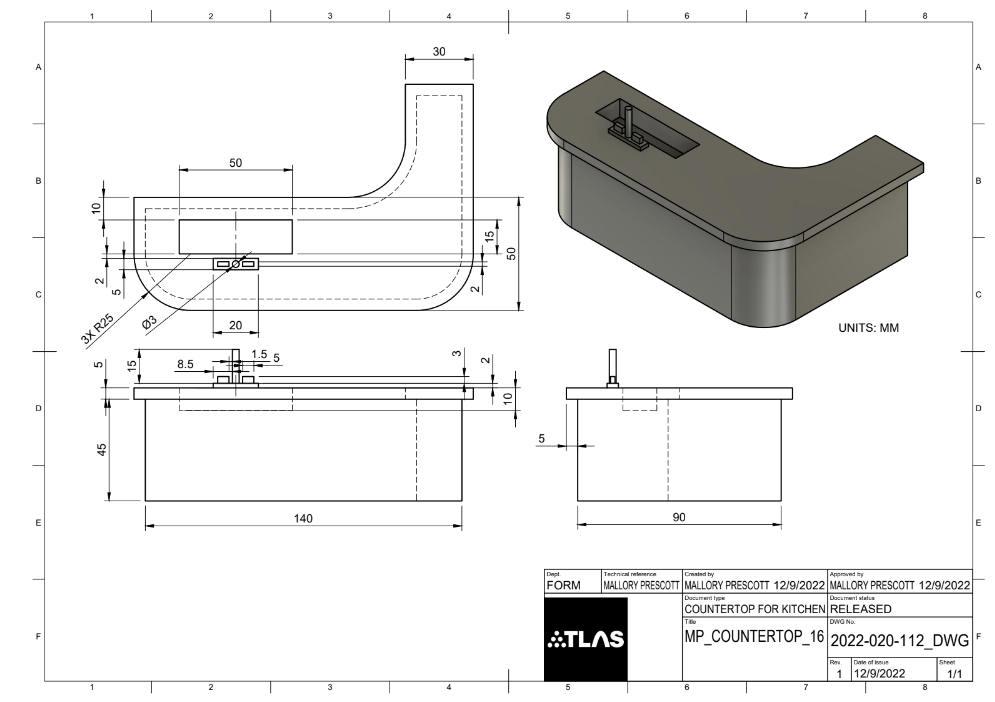 1 2 3 4 5 6 7 8
A A
30
50
B B
10
15
50
2
5
2
C C
3X R25
Ø3
20
UNITS: MM
5
15
8.5
1.5
5
3
2
10
D D
45
5
140
90
E E
Dept.
FORM
Technical reference
MALLORY PRESCOTT
Created by
MALLORY PRESCOTT 12/9/2022
Approved by
MALLORY PRESCOTT 12/9/2022
Document type
COUNTERTOP FOR KITCHEN
Document status
RELEASED
ATLAS
Title
MP_COUNTERTOP_16
DWG No.
2022-020-112_DWG
Rev.
1
Date of issue
12/9/2022
Sheet
1/1
F F
1 2 3 4 5 6 7 8